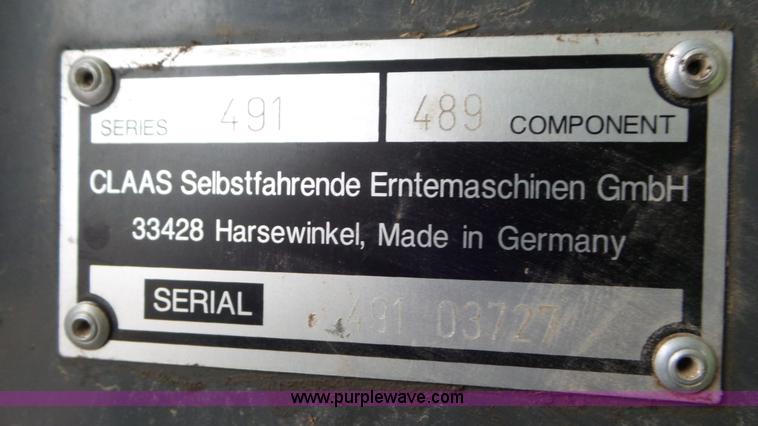 SERIES 491 489 COMPONENT
CLAAS Selbstfahrende Erntemaschinen GmbH
33428 Harsewinkel, Made in Germany
SERIAL 491 03727
www.purplewave.com